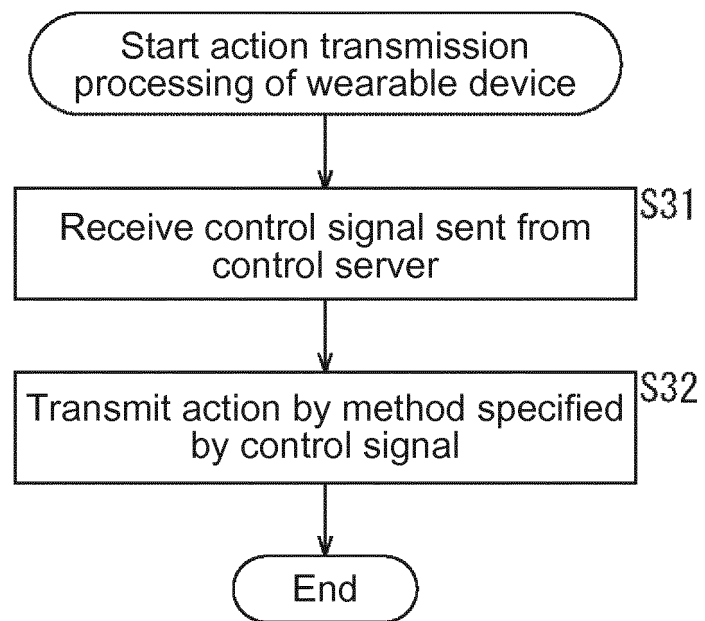 Start action transmission
processing of wearable device
S31
Receive control signal sent from
control server
S32
Transmit action by method specified
by control signal
End